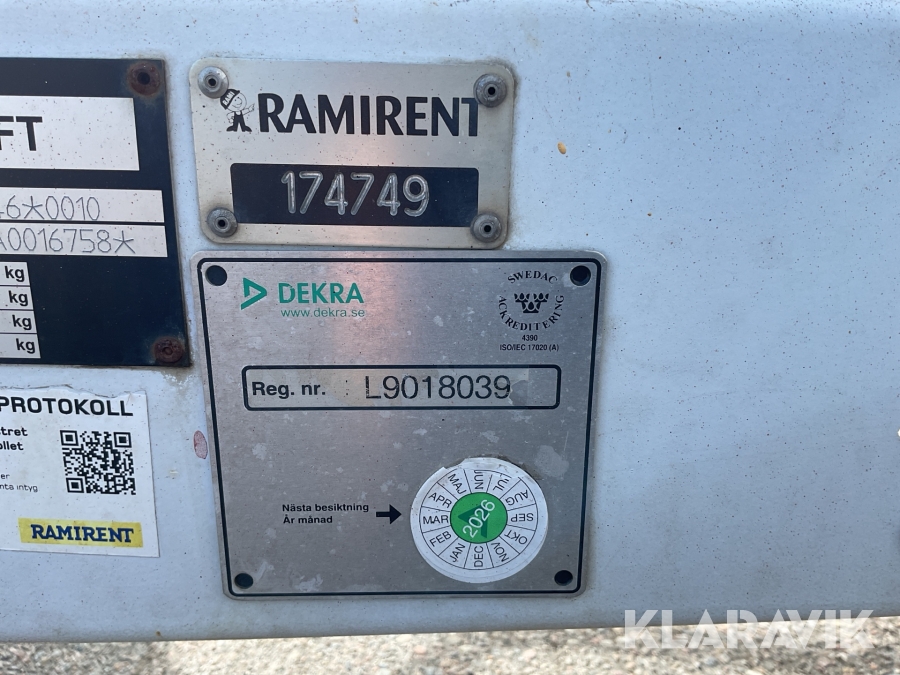 FT
6*0010
A0016758*
kg
kg
kg
kg
RAMIRENT
174749
DEKRA
www.dekra.se
SWEDAC
ACKREDITERING
4390
ISO/IEC 17020 (A)
Reg. nr. L9018039
Nästa besiktning
År månad
JAN FEB MAR APR MAJ JUN JUL AUG SEP OKT NOV DEC
2026
PROTOKOLL
RAMIRENT
KLARAVIK